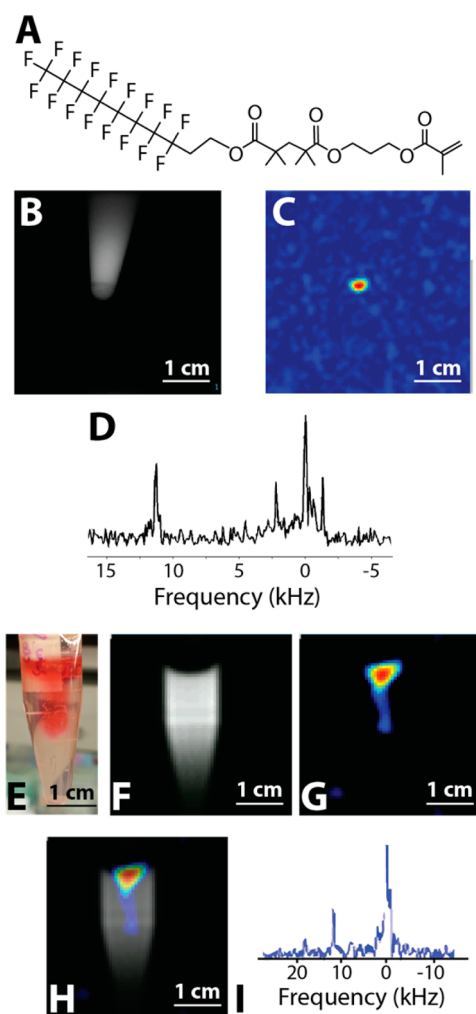 A
F F F F F F F F F
F F F F F F F F
O O O
O O O
B
1 cm
1
C
1 cm
D
15 10 5 0 -5
Frequency (kHz)
E
1 cm
F
1 cm
G
1 cm
H
1 cm
I
20 10 0 -10
Frequency (kHz)